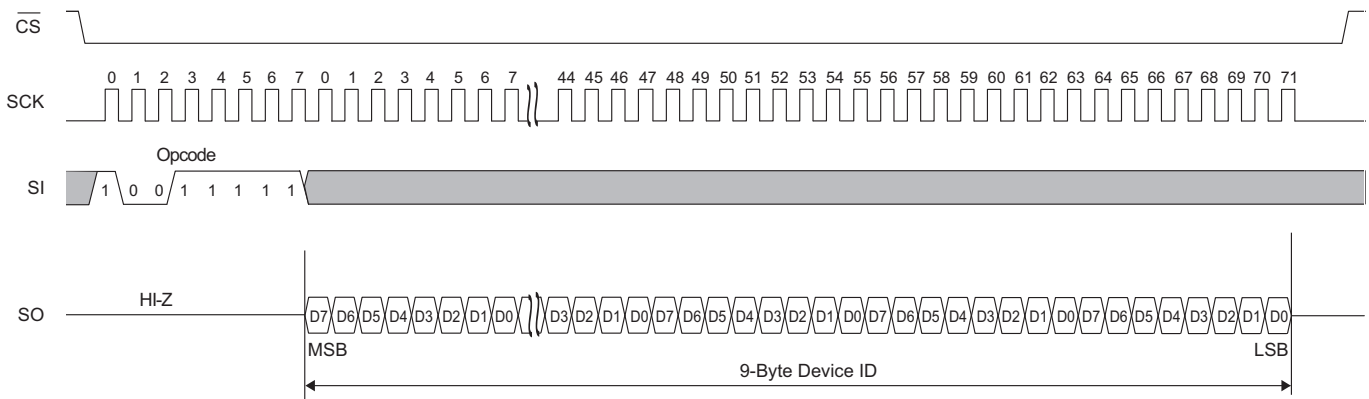 CS
0 1 2 3 4 5 6 7 0 1 2 3 4 5 6 7 44 45 46 47 48 49 50 51 52 53 54 55 56 57 58 59 60 61 62 63 64 65 66 67 68 69 70 71
SCK
Opcode
SI 1 0 0 1 1 1 1 1
HI-Z
SO D7 D6 D5 D4 D3 D2 D1 D0 D3 D2 D1 D0 D7 D6 D5 D4 D3 D2 D1 D0 D7 D6 D5 D4 D3 D2 D1 D0 D7 D6 D5 D4 D3 D2 D1 D0
MSB LSB
9-Byte Device ID